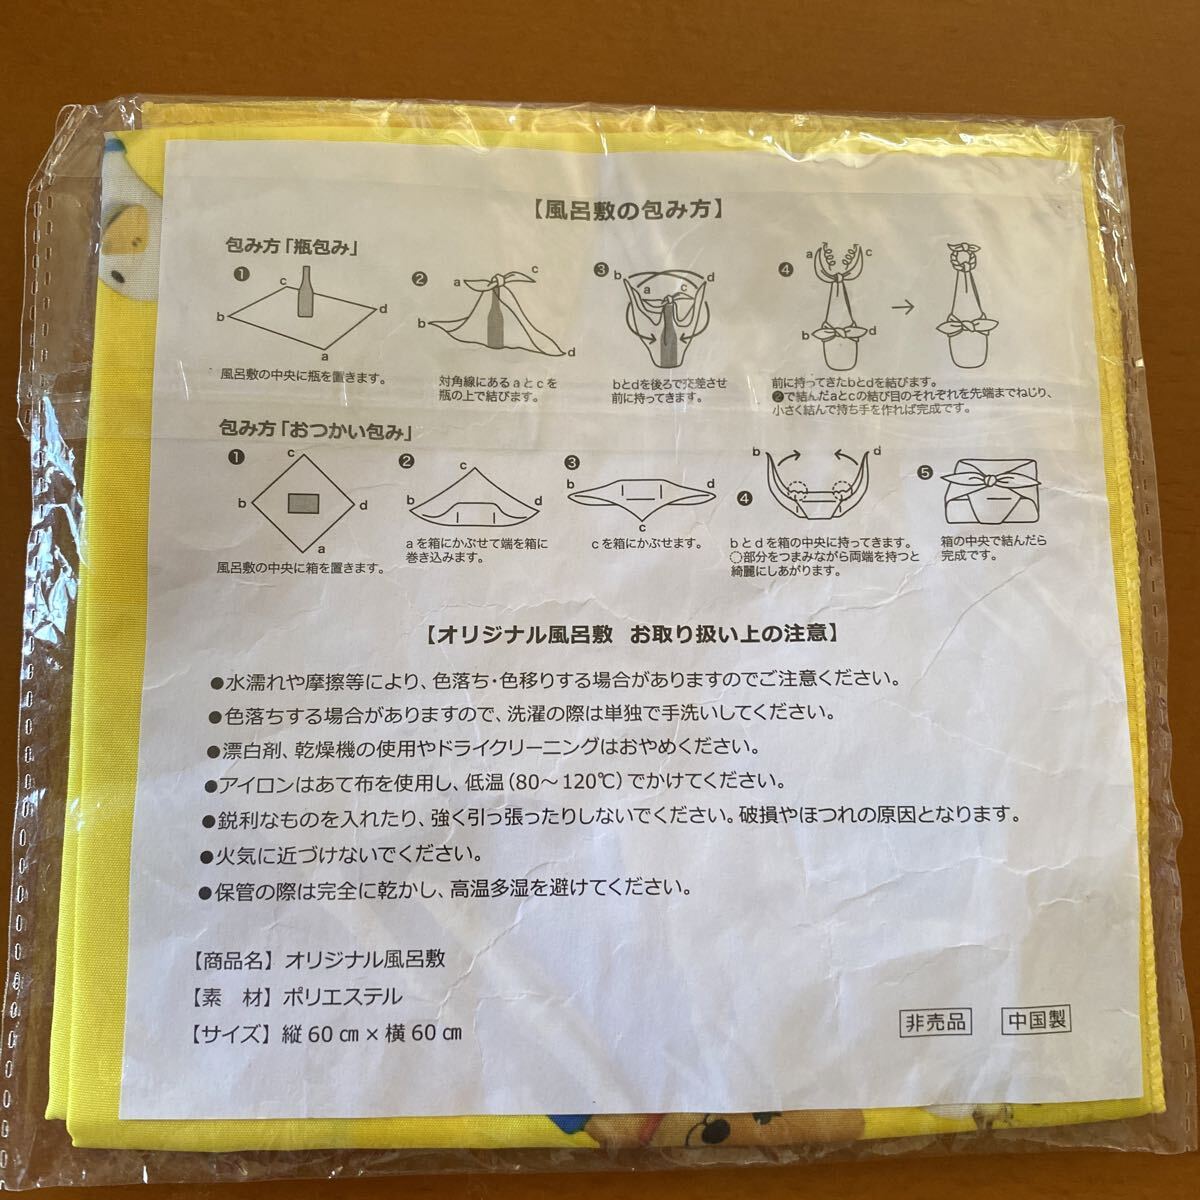 【風呂敷の包み方】
包み方「瓶包み」
❶ c b d a
風呂敷の中央に瓶を置きます。
❷ a c b d
対角線にあるaとcを
瓶の上で結びます。
❸ b d a c
bとdを後ろで交差させ
前に持ってきます。
❹ a c b d →
前に持ってきたbとdを結びます。
❷で結んだaとcの結び目のそれぞれを先端までねじり、
小さく結んで持ち手を作れば完成です。
包み方「おつかい包み」
❶ c b d a
風呂敷の中央に箱を置きます。
❷ c b d
aを箱にかぶせて端を箱に
巻き込みます。
❸ b d c
cを箱にかぶせます。
❹ b d
bとdを箱の中央に持ってきます。
◌部分をつまみながら両端を持つと
綺麗にしあがります。
❺
箱の中央で結んだら
完成です。
【オリジナル風呂敷 お取り扱い上の注意】
●水濡れや摩擦等により、色落ち・色移りする場合がありますのでご注意ください。
●色落ちする場合がありますので、洗濯の際は単独で手洗いしてください。
●漂白剤、乾燥機の使用やドライクリーニングはおやめください。
●アイロンはあて布を使用し、低温(80〜120℃)でかけてください。
●鋭利なものを入れたり、強く引っ張ったりしないでください。破損やほつれの原因となります。
●火気に近づけないでください。
●保管の際は完全に乾かし、高温多湿を避けてください。
【商品名】オリジナル風呂敷
【素　材】ポリエステル
【サイズ】縦60㎝×横60㎝
非売品 中国製